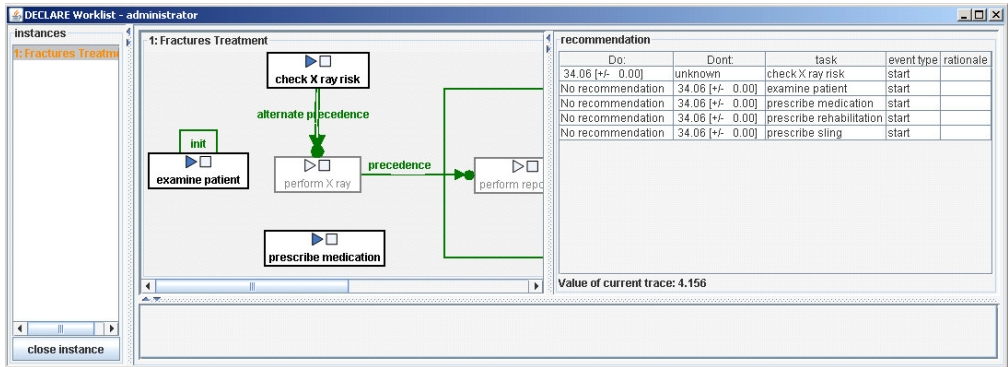 DECLARE Worklist - administrator
instances
1: Fractures Treatm
close instance
1: Fractures Treatment
check X ray risk
alternate precedence
init
examine patient
perform X ray
precedence
perform repo
prescribe medication
recommendation
Do: Dont: task event type rationale
34.06 [+/- 0.00] unknown check X ray risk start
No recommendation 34.06 [+/- 0.00] examine patient start
No recommendation 34.06 [+/- 0.00] prescribe medication start
No recommendation 34.06 [+/- 0.00] prescribe rehabilitation start
No recommendation 34.06 [+/- 0.00] prescribe sling start
Value of current trace: 4.156